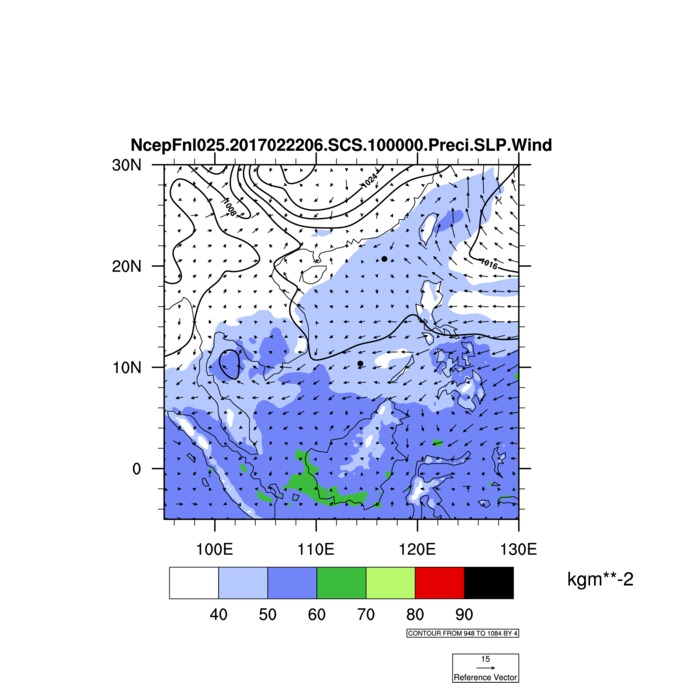 NcepFnl025.2017022206.SCS.100000.Preci.SLP.Wind
30N
20N
10N
0
1024
1008
1016
100E 110E 120E 130E
kgm**-2
40 50 60 70 80 90
CONTOUR FROM 948 TO 1084 BY 4
15
Reference Vector